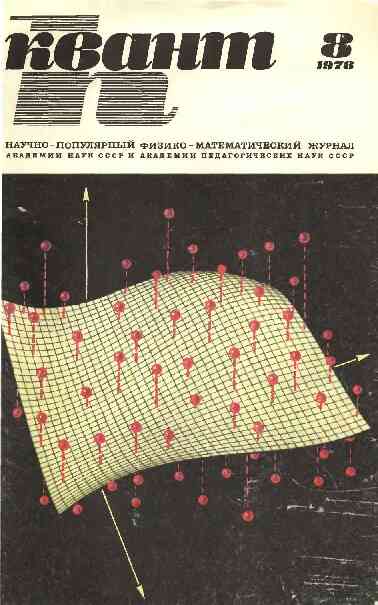 квант
8
1976
НАУЧНО-ПОПУЛЯРНЫЙ ФИЗИКО-МАТЕМАТИЧЕСКИЙ ЖУРНАЛ
АКАДЕМИИ НАУК СССР И АКАДЕМИИ ПЕДАГОГИЧЕСКИХ НАУК СССР